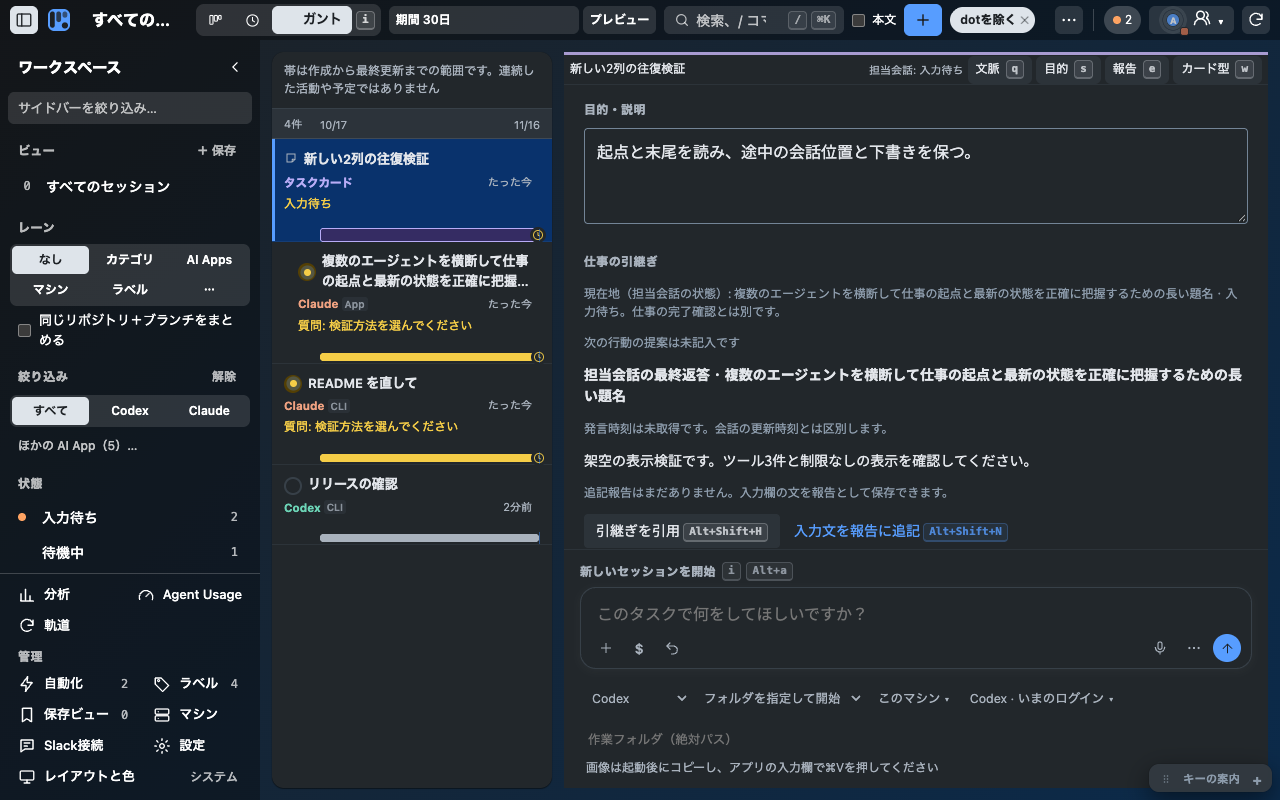 すべての...
ガント i
期間 30日
プレビュー
検索、/ コマ / ⌘K
本文
+
dotを除く ×
...
2
A
ワークスペース
サイドバーを絞り込み...
ビュー
+ 保存
0 すべてのセッション
レーン
なし カテゴリ AI Apps
マシン ラベル ...
同じリポジトリ+ブランチをまとめる
絞り込み 解除
すべて Codex Claude
ほかの AI App（5）...
状態
入力待ち 2
待機中 1
分析 Agent Usage
軌道
管理
自動化 2 ラベル 4
保存ビュー 0 マシン
Slack接続 設定
レイアウトと色 システム
帯は作成から最終更新までの範囲です。連続し
た活動や予定ではありません
4件 10/17 11/16
新しい2列の往復検証
タスクカード たった今
入力待ち
複数のエージェントを横断して仕事
の起点と最新の状態を正確に把握...
Claude App たった今
質問: 検証方法を選んでください
README を直して
Claude CLI たった今
質問: 検証方法を選んでください
リリースの確認
Codex CLI 2分前
新しい2列の往復検証
担当会話: 入力待ち 文脈 q 目的 s 報告 e カード型 w
目的・説明
起点と末尾を読み、途中の会話位置と下書きを保つ。
仕事の引継ぎ
現在地（担当会話の状態）: 複数のエージェントを横断して仕事の起点と最新の状態を正確に把握するための長い題名 · 入
力待ち。仕事の完了確認とは別です。
次の行動の提案は未記入です
担当会話の最終返答 · 複数のエージェントを横断して仕事の起点と最新の状態を正確に把握するための長
い題名
発言時刻は未取得です。会話の更新時刻とは区別します。
架空の表示検証です。ツール3件と制限なしの表示を確認してください。
追記報告はまだありません。入力欄の文を報告として保存できます。
引継ぎを引用 Alt+Shift+H 入力文を報告に追記 Alt+Shift+N
新しいセッションを開始 i Alt+a
このタスクで何をしてほしいですか？
+ $ ...
Codex フォルダを指定して開始 このマシン Codex · いまのログイン
作業フォルダ（絶対パス）
画像は起動後にコピーし、アプリの入力欄で⌘Vを押してください
キーの案内 +